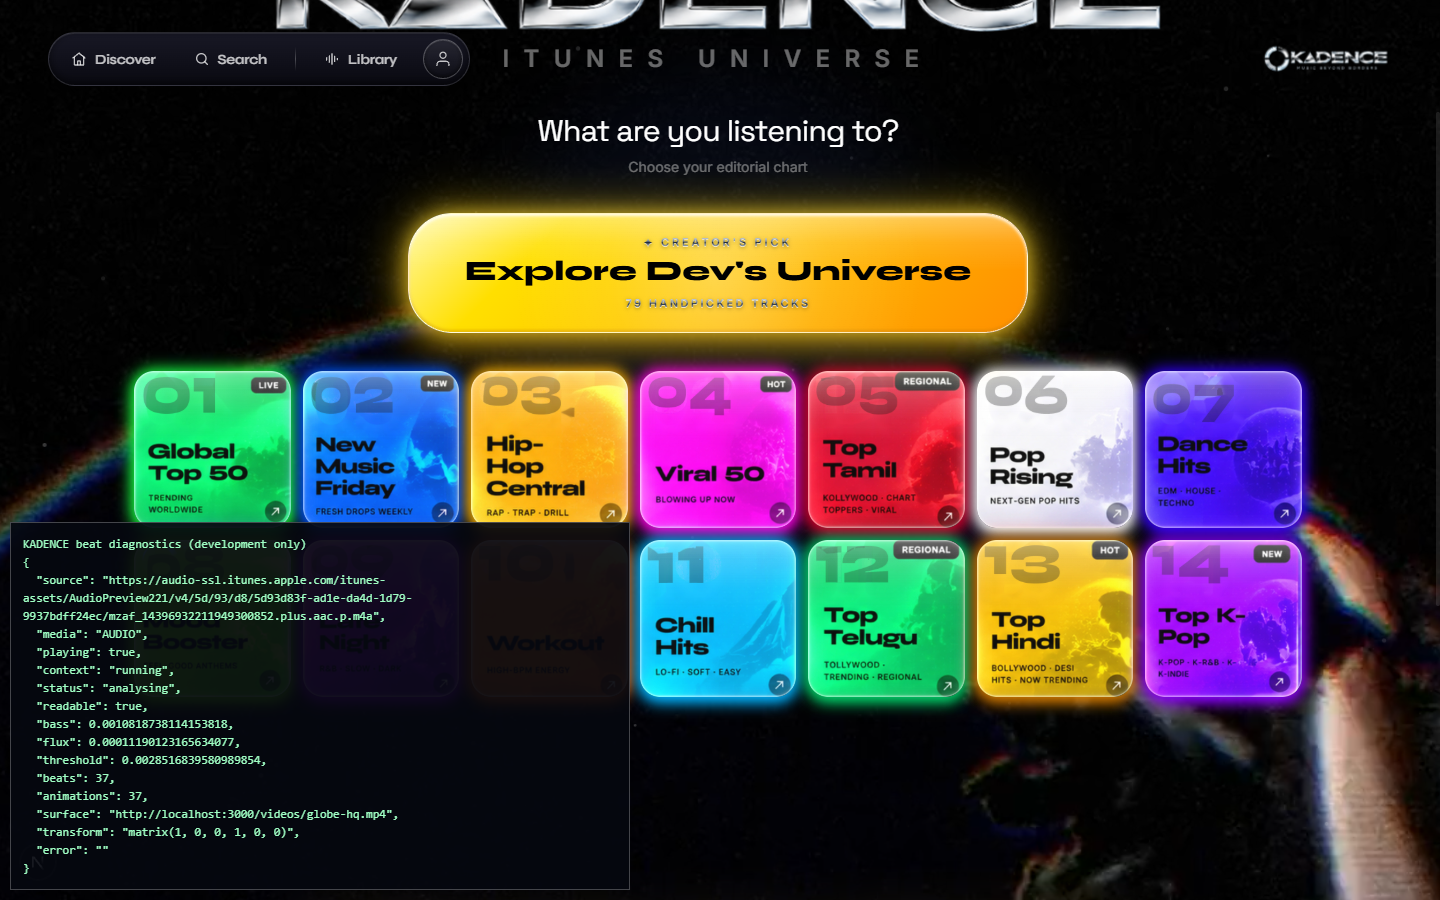 KADENCE
Discover
Search
Library
ITUNES UNIVERSE
KADENCE
What are you listening to?
Choose your editorial chart
✦ CREATOR'S PICK
Explore Dev's Universe
79 HANDPICKED TRACKS
01
LIVE
Global
Top 50
TRENDING
WORLDWIDE
02
NEW
New
Music
Friday
FRESH DROPS WEEKLY
03
Hip-
Hop
Central
RAP · TRAP · DRILL
04
HOT
Viral 50
BLOWING UP NOW
05
REGIONAL
Top
Tamil
KOLLYWOOD · CHART
TOPPERS · VIRAL
06
Pop
Rising
NEXT-GEN POP HITS
07
Dance
Hits
EDM · HOUSE ·
TECHNO
Booster
Night
10
Workout
11
Chill
Hits
LO-FI · SOFT · EASY
12
REGIONAL
Top
Telugu
TOLLYWOOD ·
TRENDING · REGIONAL
13
HOT
Top
Hindi
BOLLYWOOD · DESI
HITS · NOW TRENDING
14
NEW
Top K-
Pop
K-POP · K-R&B · K-
K-INDIE
KADENCE beat diagnostics (development only)
{
"source": "https://audio-ssl.itunes.apple.com/itunes-
assets/AudioPreview221/v4/5d/93/d8/5d93d83f-ad1e-da4d-1d79-
9937bdff24ec/mzaf_14396932211949300852.plus.aac.p.m4a",
"media": "AUDIO",
"playing": true,
"context": "running",
"status": "analysing",
"readable": true,
"bass": 0.0010818738114153818,
"flux": 0.00011190123165634077,
"threshold": 0.0028516839580989854,
"beats": 37,
"animations": 37,
"surface": "http://localhost:3000/videos/globe-hq.mp4",
"transform": "matrix(1, 0, 0, 1, 0, 0)",
"error": ""
}